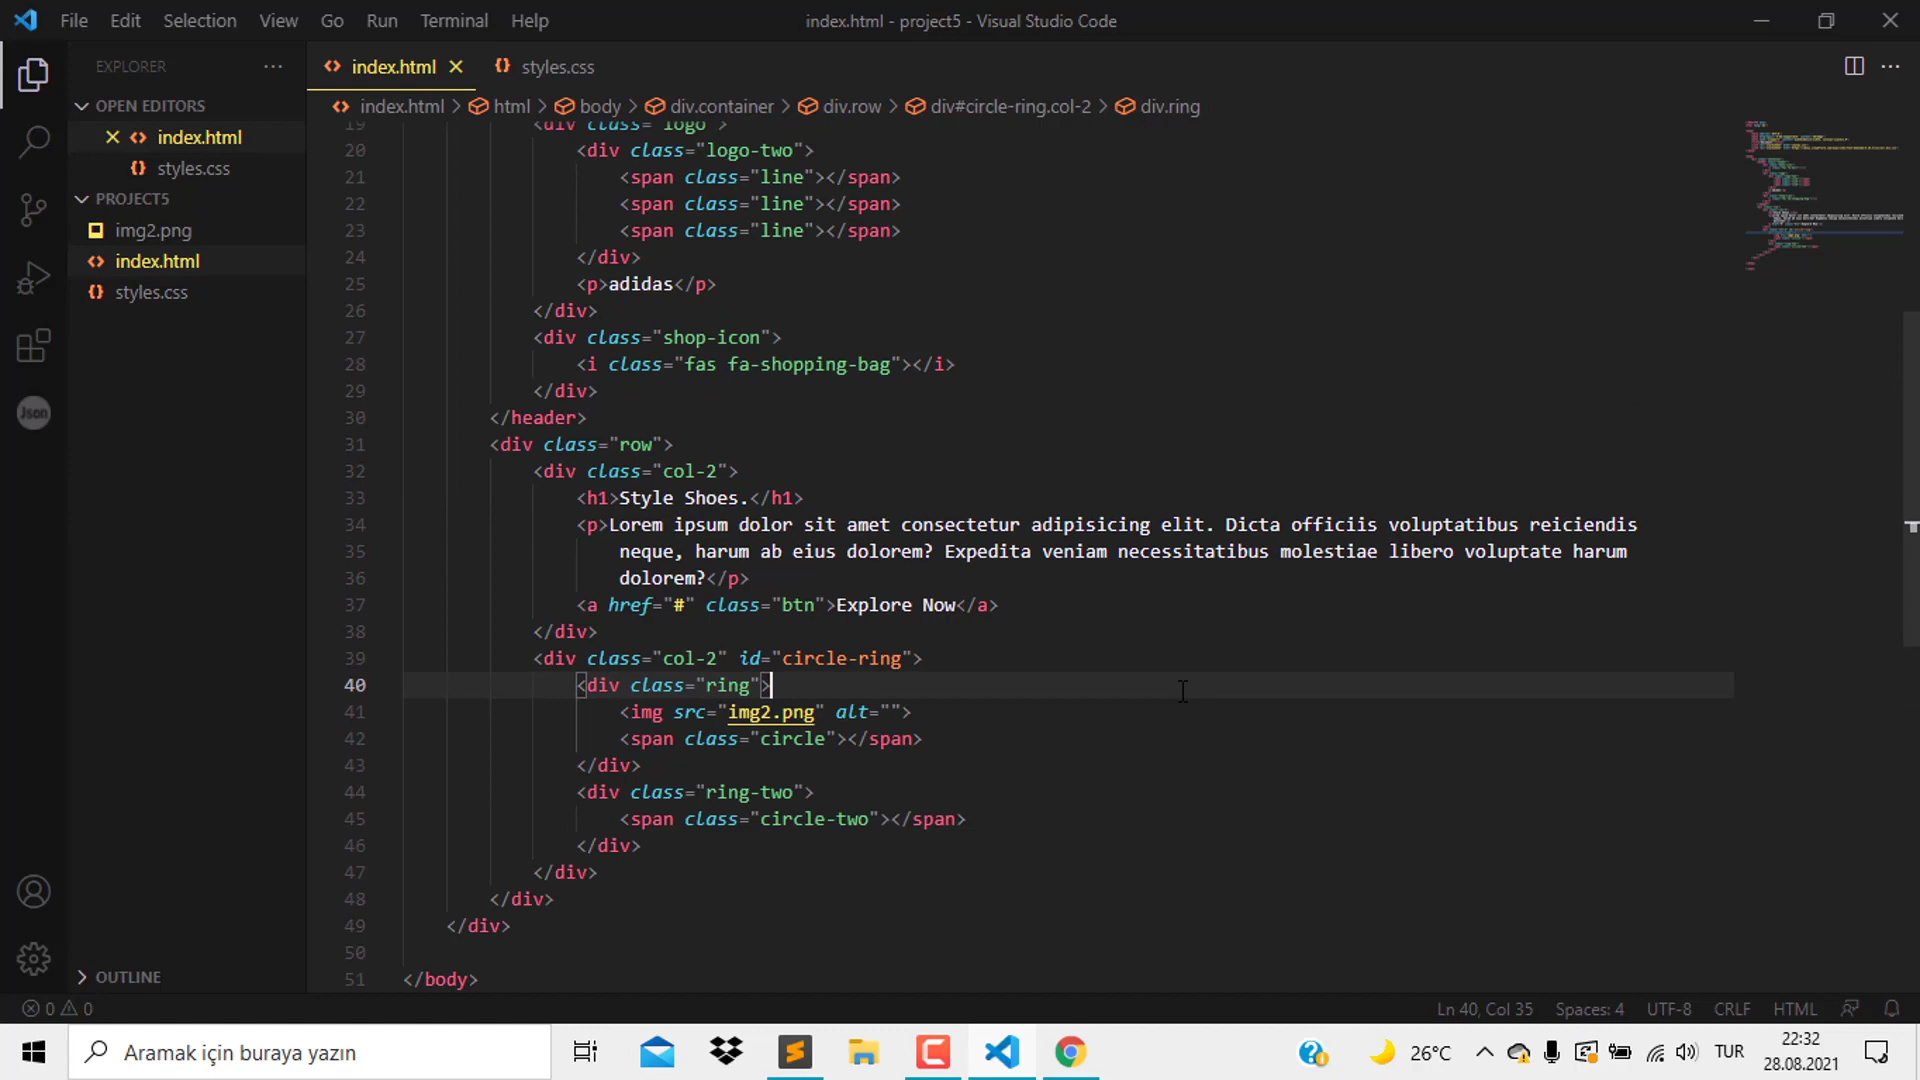 File Edit Selection View Go Run Terminal Help index.html - project5 - Visual Studio Code
EXPLORER
OPEN EDITORS
index.html
styles.css
PROJECT5
img2.png
index.html
styles.css
Json
OUTLINE
index.html styles.css
index.html > html > body > div.container > div.row > div#circle-ring.col-2 > div.ring
19 <div class="logo">
20 <div class="logo-two">
21 <span class="line"></span>
22 <span class="line"></span>
23 <span class="line"></span>
24 </div>
25 <p>adidas</p>
26 </div>
27 <div class="shop-icon">
28 <i class="fas fa-shopping-bag"></i>
29 </div>
30 </header>
31 <div class="row">
32 <div class="col-2">
33 <h1>Style Shoes.</h1>
34 <p>Lorem ipsum dolor sit amet consectetur adipisicing elit. Dicta officiis voluptatibus reiciendis
35 neque, harum ab eius dolorem? Expedita veniam necessitatibus molestiae libero voluptate harum
36 dolorem?</p>
37 <a href="#" class="btn">Explore Now</a>
38 </div>
39 <div class="col-2" id="circle-ring">
40 <div class="ring">
41 <img src="img2.png" alt="">
42 <span class="circle"></span>
43 </div>
44 <div class="ring-two">
45 <span class="circle-two"></span>
46 </div>
47 </div>
48 </div>
49 </div>
50
51 </body>
0 0 Ln 40, Col 35 Spaces: 4 UTF-8 CRLF HTML
Aramak için buraya yazın 26°C TUR 22:32
28.08.2021